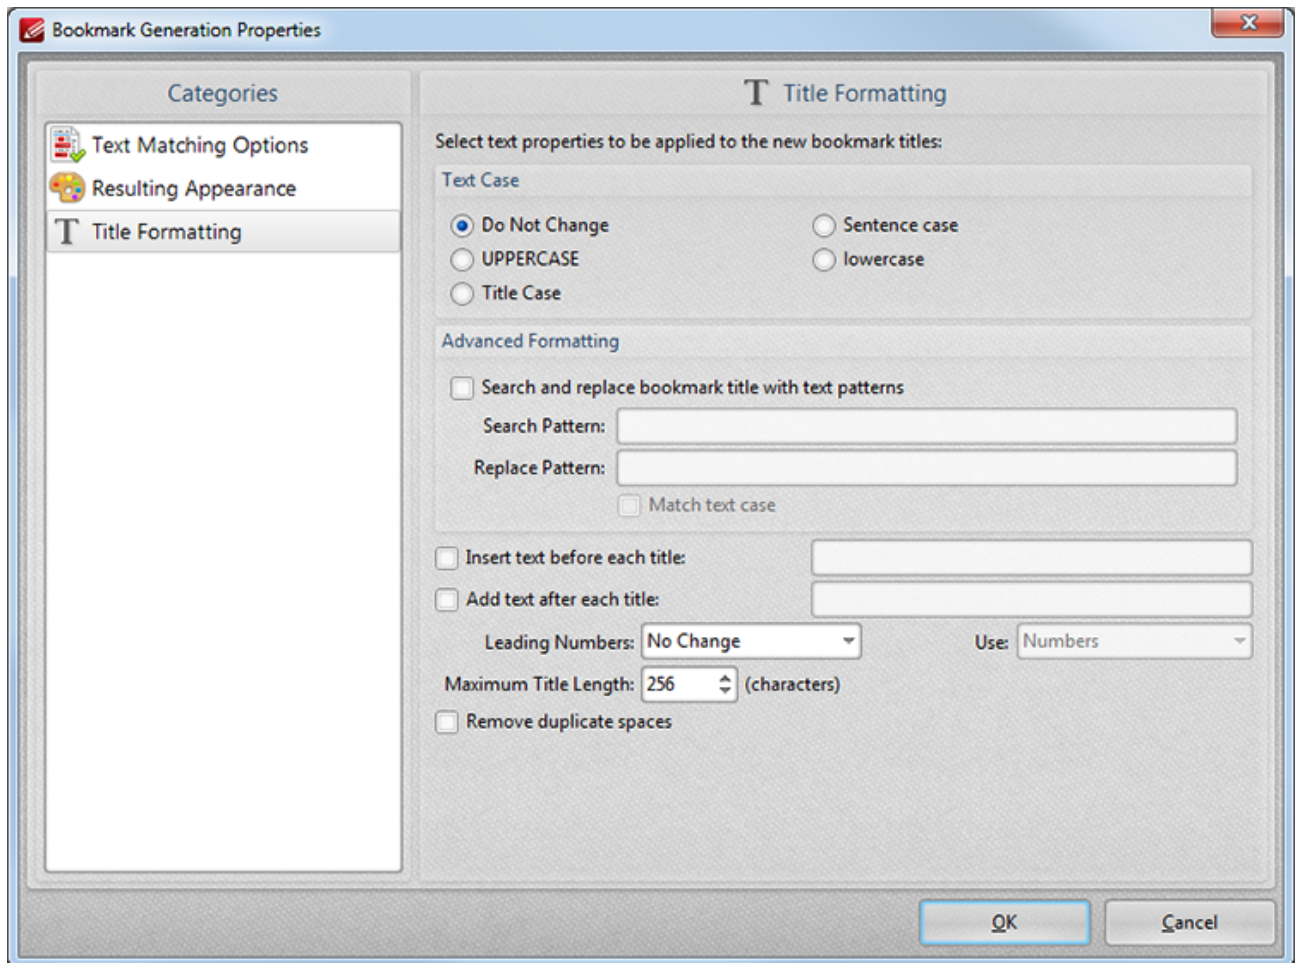 Bookmark Generation Properties
Categories
Text Matching Options
Resulting Appearance
Title Formatting
Title Formatting
Select text properties to be applied to the new bookmark titles:
Text Case
Do Not Change
Sentence case
UPPERCASE
lowercase
Title Case
Advanced Formatting
Search and replace bookmark title with text patterns
Search Pattern:
Replace Pattern:
Match text case
Insert text before each title:
Add text after each title:
Leading Numbers: No Change Use: Numbers
Maximum Title Length: 256 (characters)
Remove duplicate spaces
OK Cancel